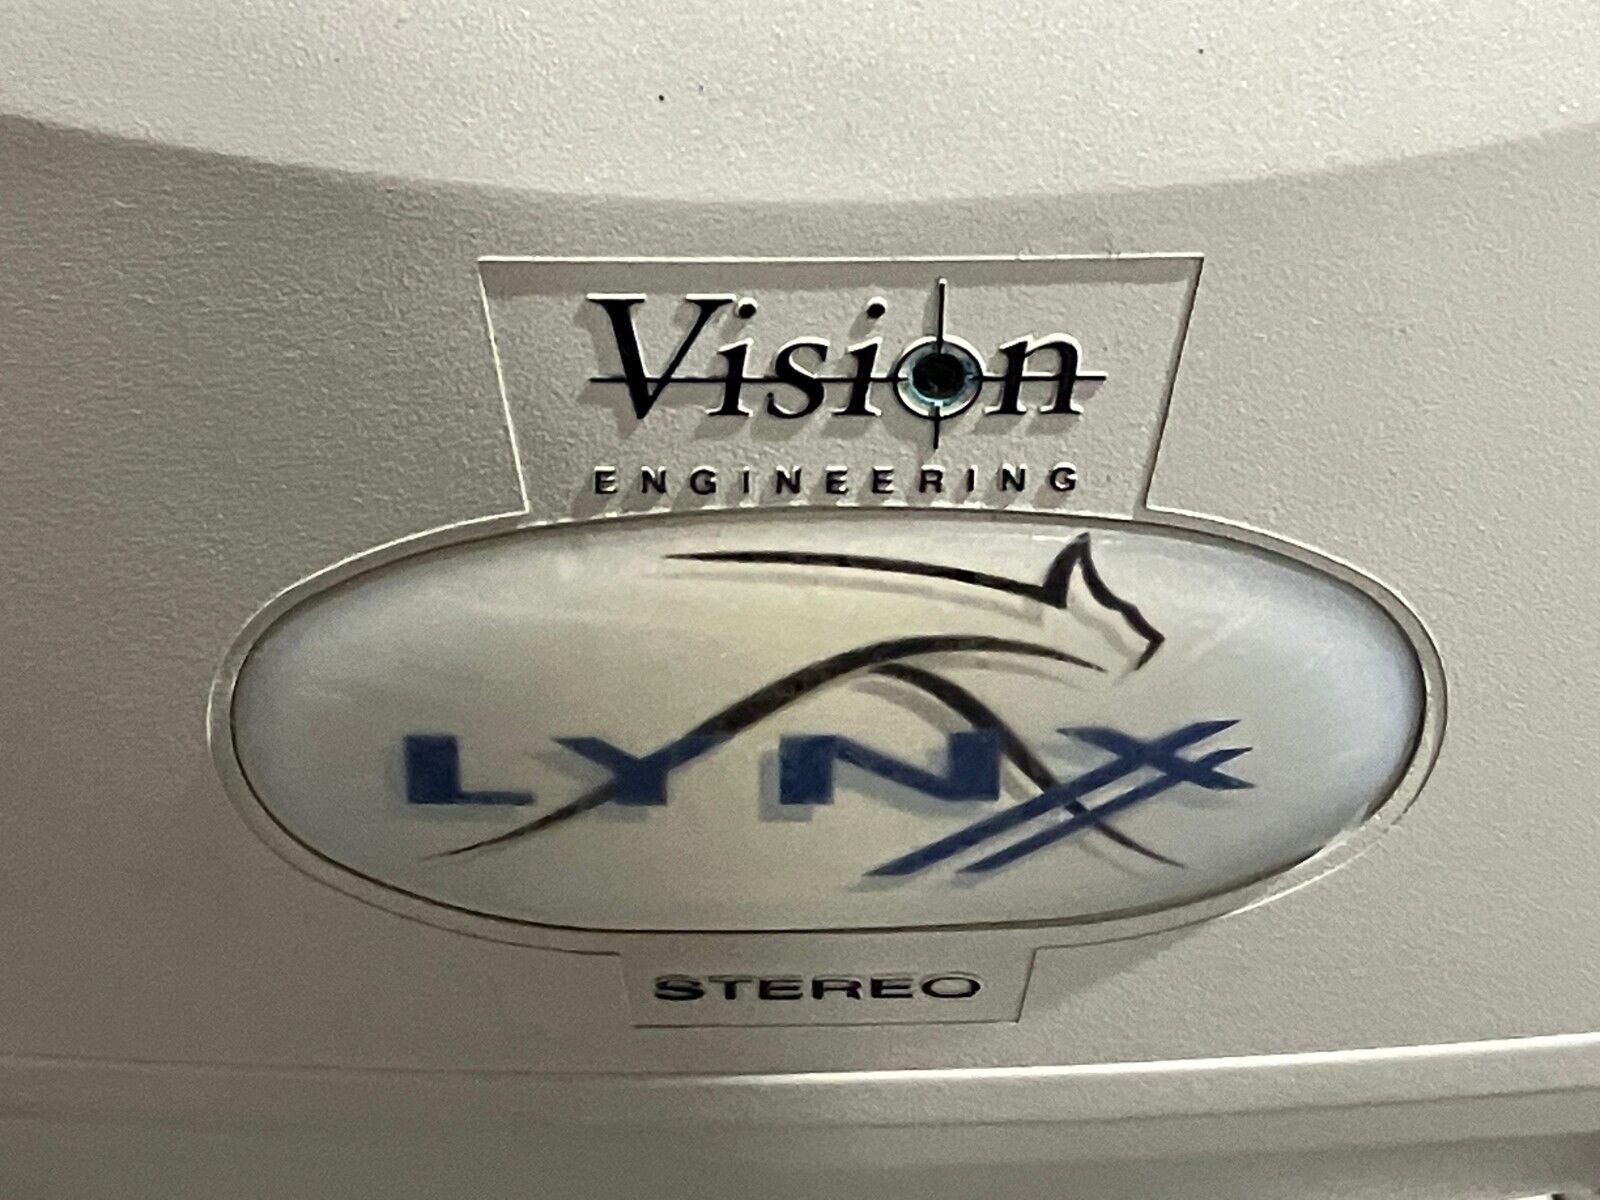 Vision
ENGINEERING
LYNX
STEREO